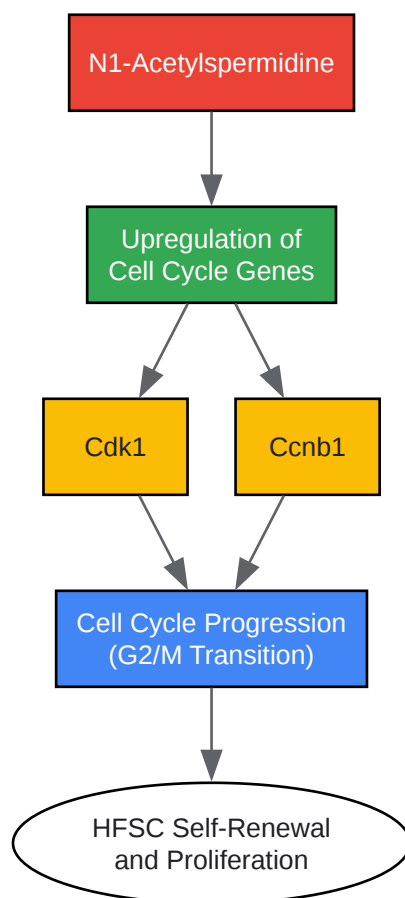 N1-Acetylspermidine
Upregulation of
Cell Cycle Genes
Cdk1
Ccnb1
Cell Cycle Progression
(G2/M Transition)
HFSC Self-Renewal
and Proliferation